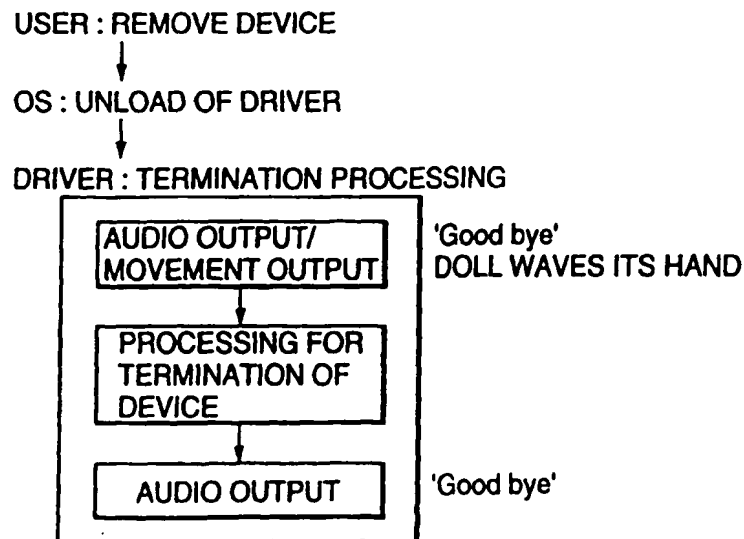 USER : REMOVE DEVICE
OS : UNLOAD OF DRIVER
DRIVER : TERMINATION PROCESSING
AUDIO OUTPUT/
MOVEMENT OUTPUT
'Good bye'
DOLL WAVES ITS HAND
PROCESSING FOR
TERMINATION OF
DEVICE
AUDIO OUTPUT
'Good bye'